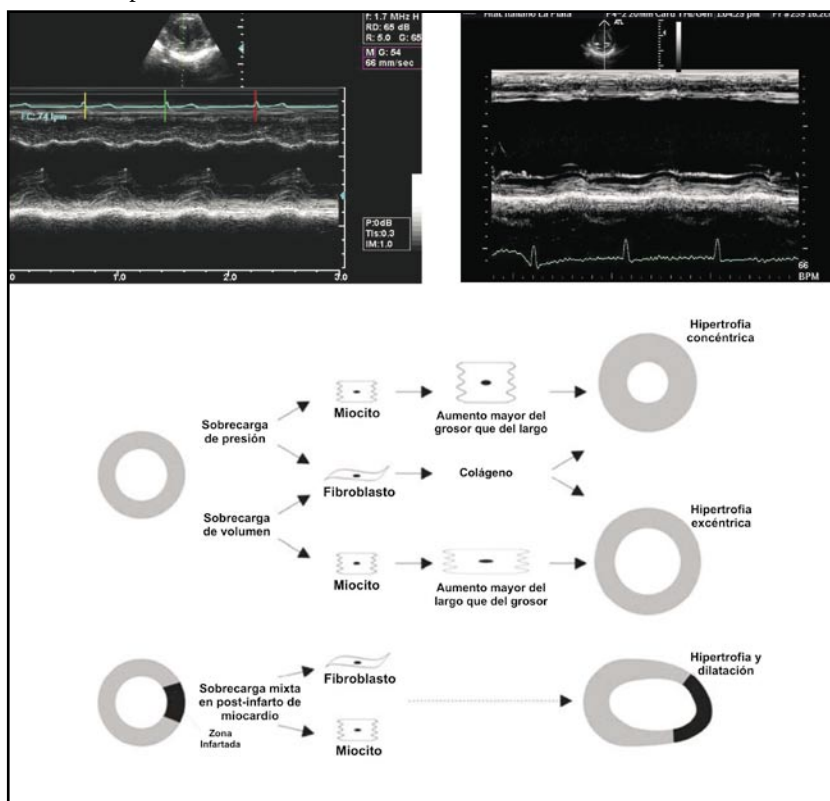 f: 1.7 MHz H
RD: 65 dB
R: 5.0 G: 65
M G: 54
66 mm/sec
FC: 74 lpm
P:0dB
TIs:0.3
IM:1.0
1.0
2.0
3.0
66
BPM
Hipertrofia
concéntrica
Miocito
Aumento mayor del
grosor que del largo
Sobrecarga
de presión
Fibroblasto
Colágeno
Sobrecarga
de volumen
Hipertrofia
excéntrica
Miocito
Aumento mayor del
largo que del grosor
Fibroblasto
Hipertrofia y
dilatación
Sobrecarga mixta
en post-infarto de
miocardio
Zona
Infartada
Miocito